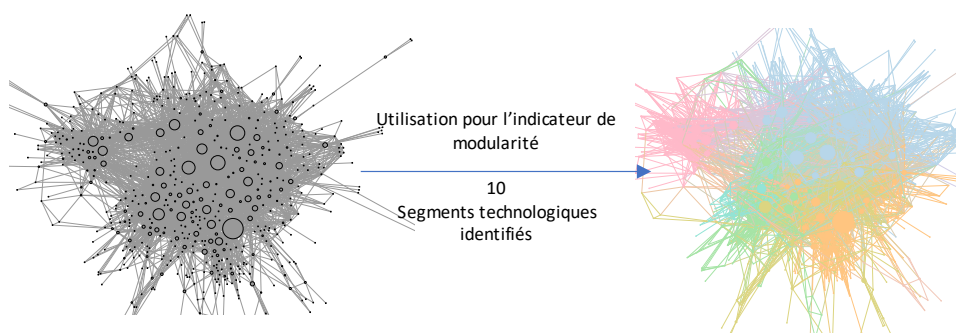 Utilisation pour l’indicateur de
modularité
10
Segments technologiques
identifiés